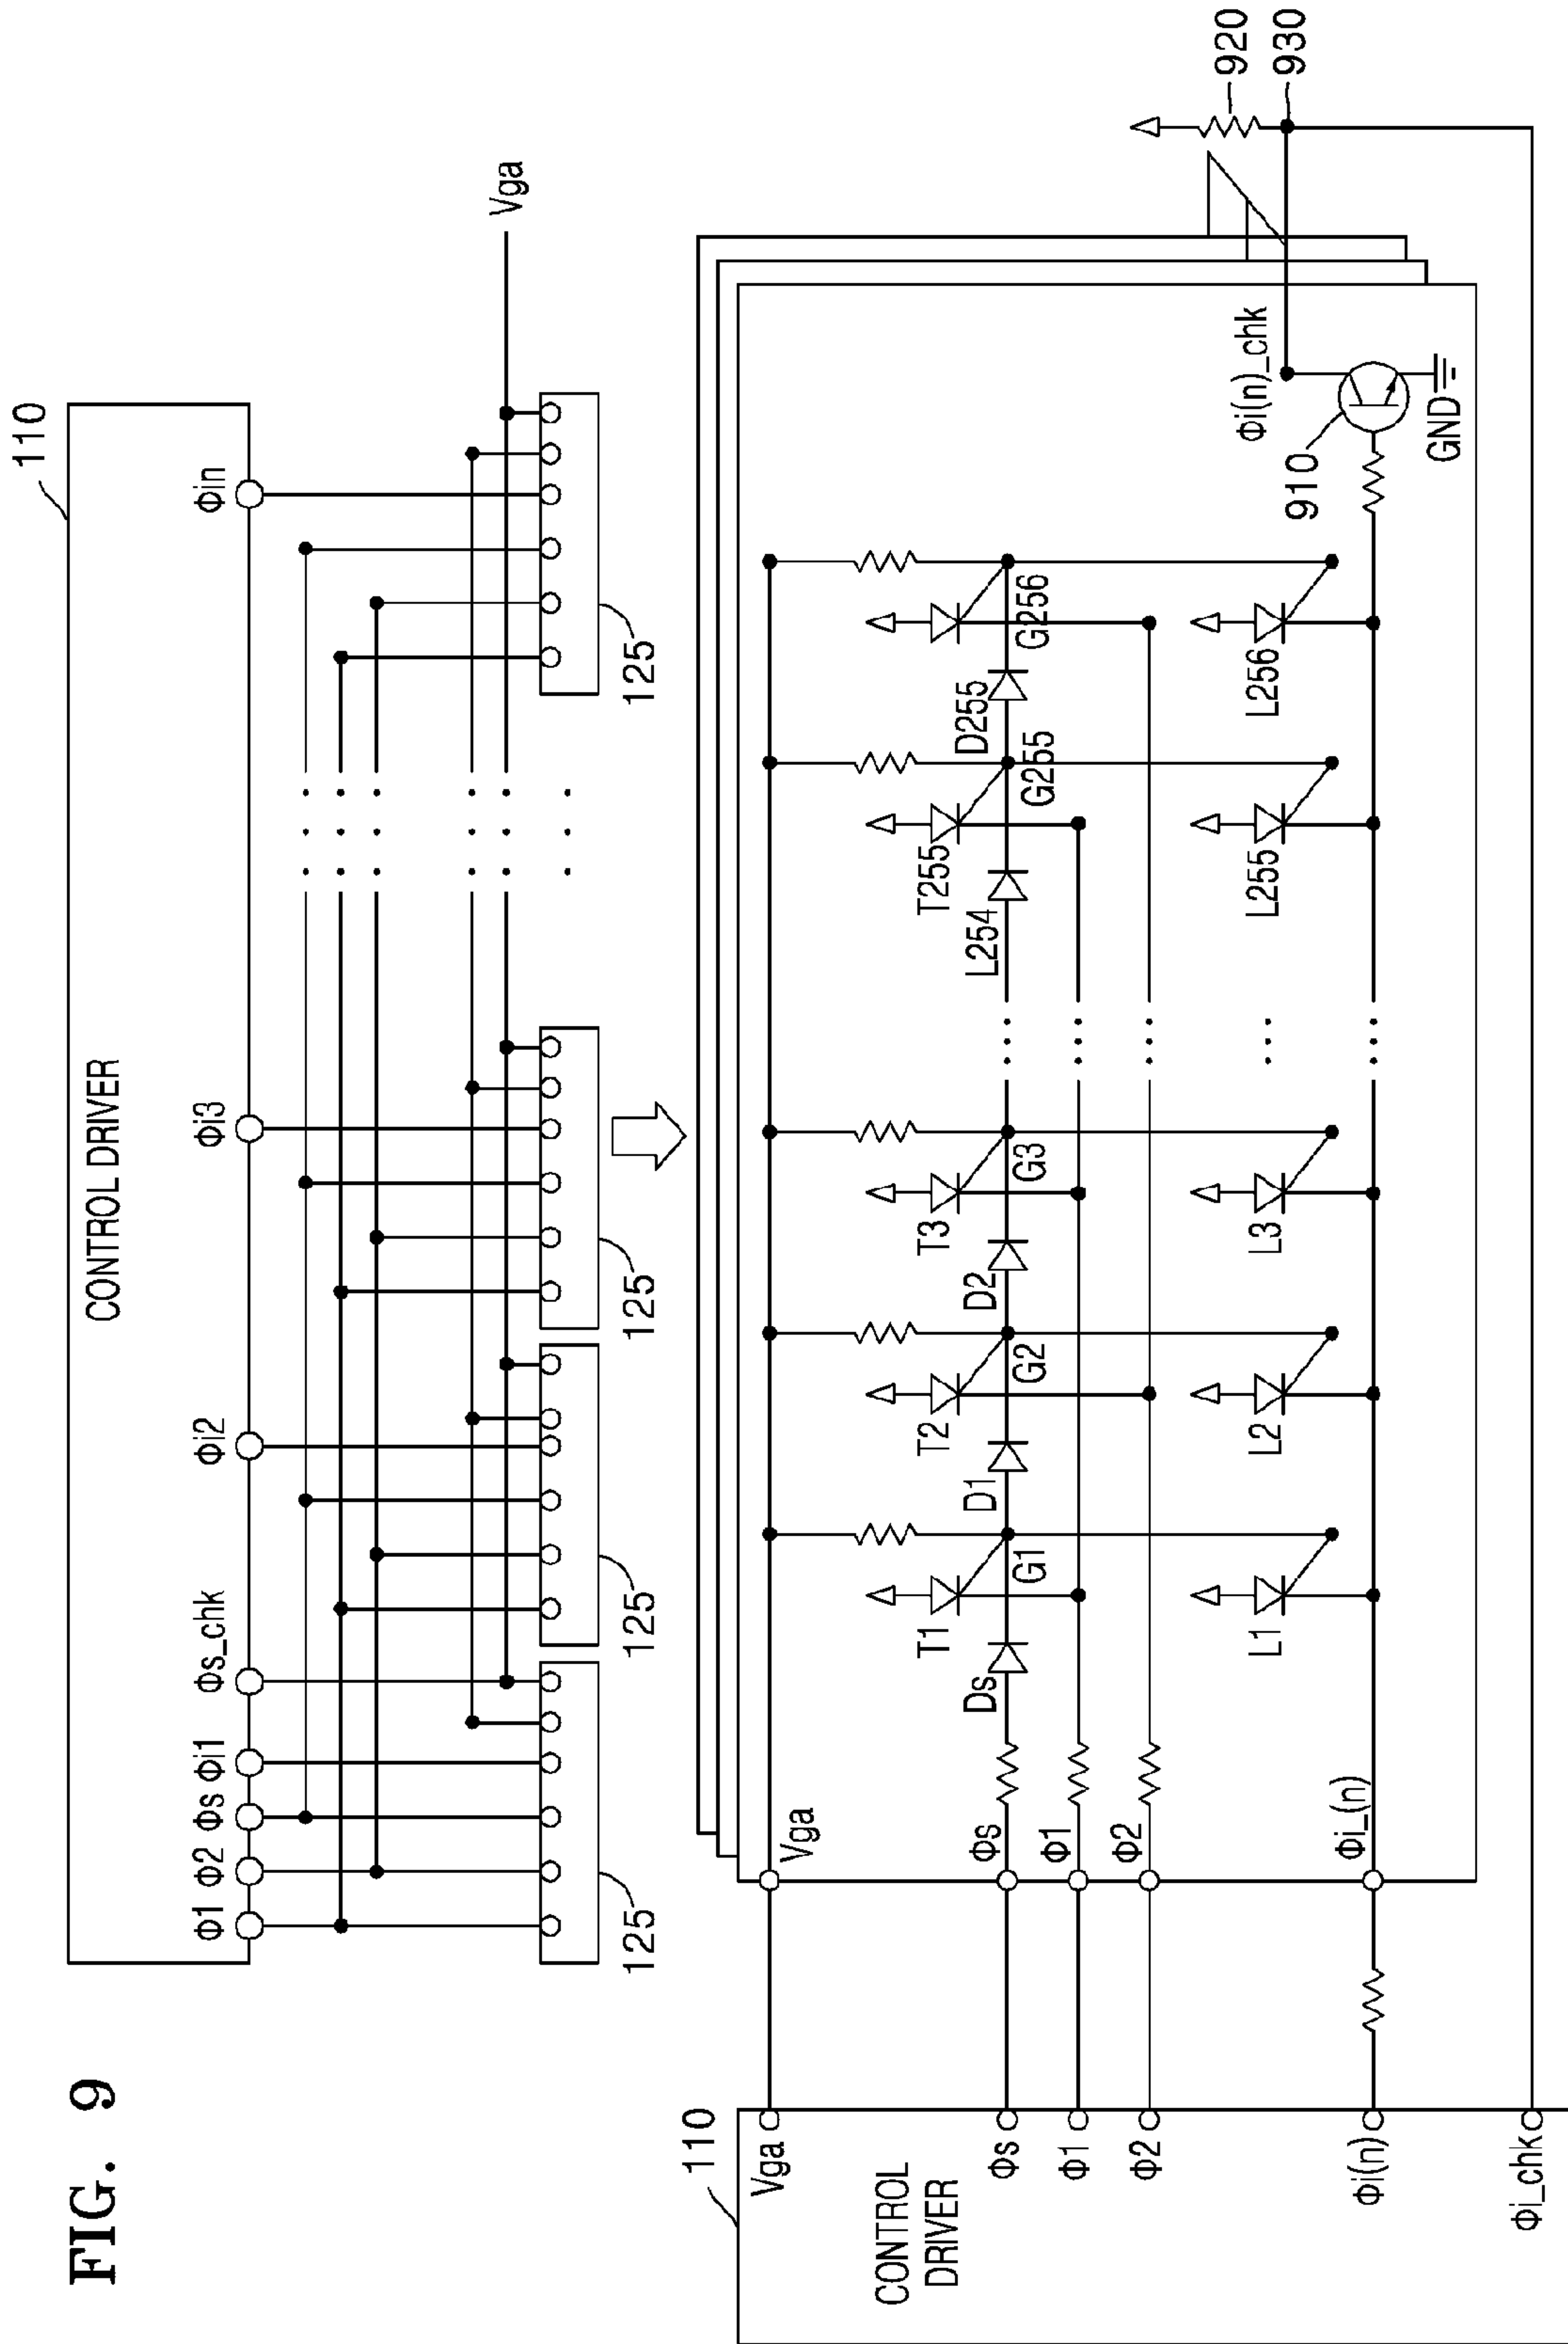 FIG. 9
110
CONTROL DRIVER
Φ1 Φ2 Φs Φi1 Φs_chk Φi2 Φi3 Φin
Vga
125 125 125 125
110
CONTROL
DRIVER
Vga
Φs
Φ1
Φ2
Φi(n)
Φi_chk
Vga
Φs
Φ1
Φ2
Φi_(n)
T1 T2 T3 T255
Ds D1 D2 L254 D255
G1 G2 G3 G255 G256
L1 L2 L3 L255 L256
910
GND
Φi(n)_chk
920
930